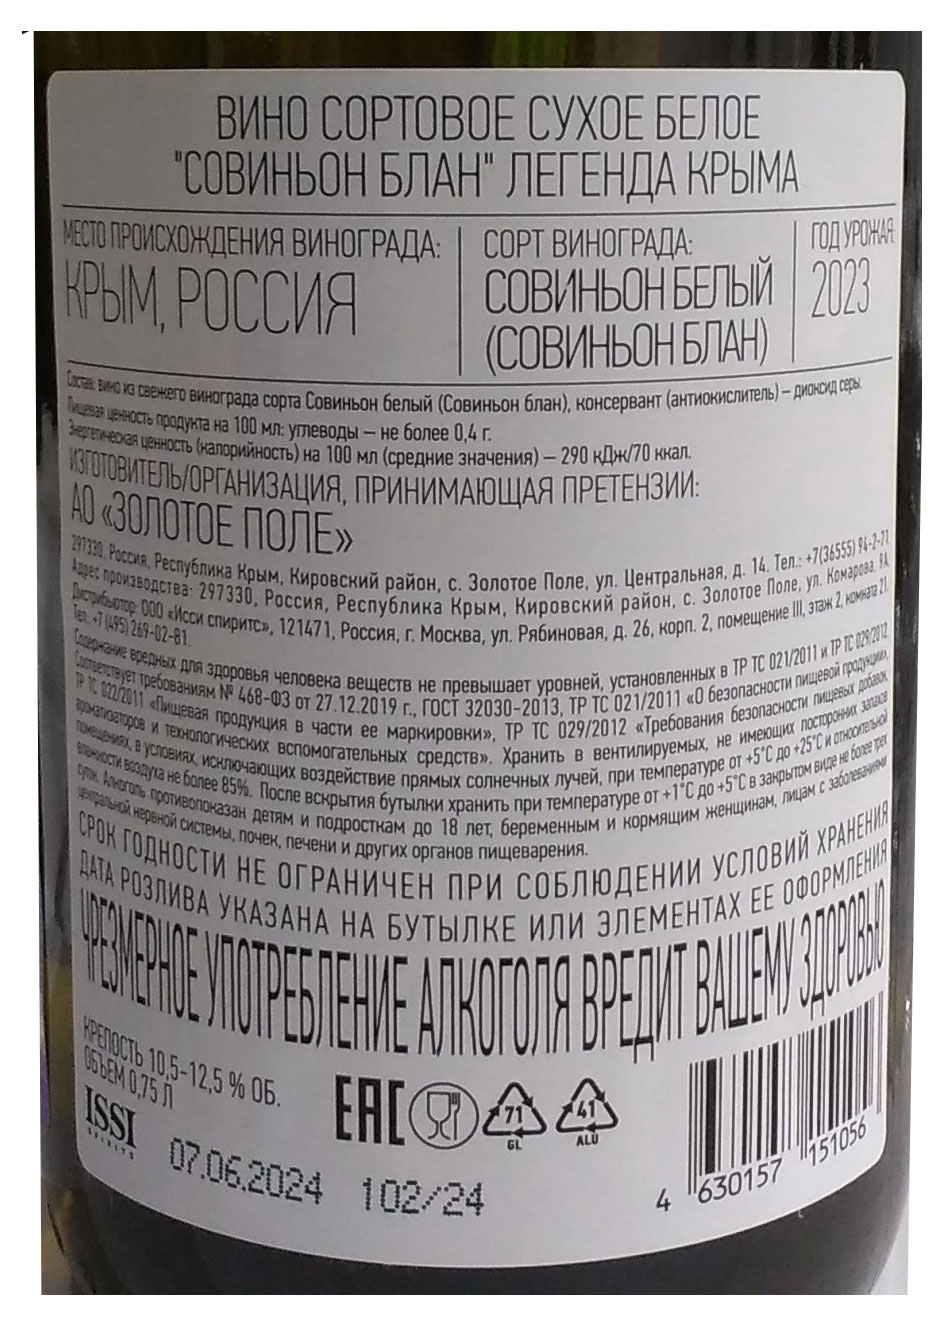 ВИНО СОРТОВОЕ СУХОЕ БЕЛОЕ
"СОВИНЬОН БЛАН" ЛЕГЕНДА КРЫМА
МЕСТО ПРОИСХОЖДЕНИЯ ВИНОГРАДА:
КРЫМ, РОССИЯ
СОРТ ВИНОГРАДА:
СОВИНЬОН БЕЛЫЙ
(СОВИНЬОН БЛАН)
ГОД УРОЖАЯ:
2023
Состав: вино из свежего винограда сорта Совиньон белый (Совиньон блан), консервант (антиокислитель) – диоксид серы.
Пищевая ценность продукта на 100 мл: углеводы – не более 0,4 г.
Энергетическая ценность (калорийность) на 100 мл (средние значения) – 290 кДж/70 ккал.
ИЗГОТОВИТЕЛЬ/ОРГАНИЗАЦИЯ, ПРИНИМАЮЩАЯ ПРЕТЕНЗИИ:
АО «ЗОЛОТОЕ ПОЛЕ»
297330, Россия, Республика Крым, Кировский район, с. Золотое Поле, ул. Центральная, д. 14. Тел.: +7(36555) 94-2-71.
Адрес производства: 297330, Россия, Республика Крым, Кировский район, с. Золотое Поле, ул. Комарова, 9А.
Дистрибьютор: ООО «Исси спиритс», 121471, Россия, г. Москва, ул. Рябиновая, д. 26, корп. 2, помещение III, этаж 2, комната 21.
Тел. +7 (495) 269-02-81.
Содержание вредных для здоровья человека веществ не превышает уровней, установленных в ТР ТС 021/2011 и ТР ТС 029/2012.
Соответствует требованиям № 468-ФЗ от 27.12.2019 г., ГОСТ 32030-2013, ТР ТС 021/2011 «О безопасности пищевой продукции»,
ТР ТС 022/2011 «Пищевая продукция в части ее маркировки», ТР ТС 029/2012 «Требования безопасности пищевых добавок,
ароматизаторов и технологических вспомогательных средств». Хранить в вентилируемых, не имеющих посторонних запахов
помещениях, в условиях, исключающих воздействие прямых солнечных лучей, при температуре от +5°С до +25°С и относительной
влажности воздуха не более 85%. После вскрытия бутылки хранить при температуре от +1°С до +5°С в закрытом виде не более трех
суток. Алкоголь противопоказан детям и подросткам до 18 лет, беременным и кормящим женщинам, лицам с заболеваниями
центральной нервной системы, почек, печени и других органов пищеварения.
СРОК ГОДНОСТИ НЕ ОГРАНИЧЕН ПРИ СОБЛЮДЕНИИ УСЛОВИЙ ХРАНЕНИЯ
ДАТА РОЗЛИВА УКАЗАНА НА БУТЫЛКЕ ИЛИ ЭЛЕМЕНТАХ ЕЕ ОФОРМЛЕНИЯ
ЧРЕЗМЕРНОЕ УПОТРЕБЛЕНИЕ АЛКОГОЛЯ ВРЕДИТ ВАШЕМУ ЗДОРОВЬЮ
КРЕПОСТЬ 10,5-12,5 % ОБ.
ОБЪЕМ 0,75 Л
ISSI
SPIRITS
EAC
71
GL
41
ALU
07.06.2024 102/24
4 630157 151056